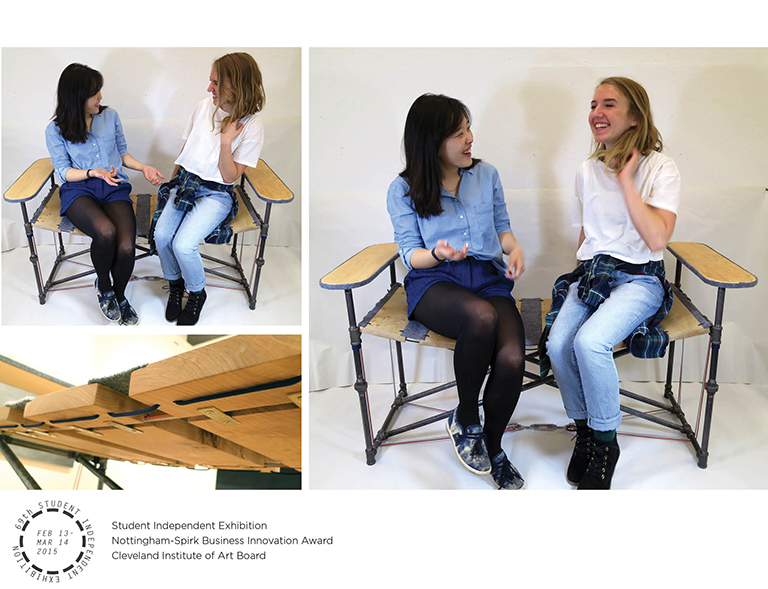 69th STUDENT INDEPENDENT EXHIBITION
FEB 13-
MAR 14
2015
Student Independent Exhibition
Nottingham-Spirk Business Innovation Award
Cleveland Institute of Art Board